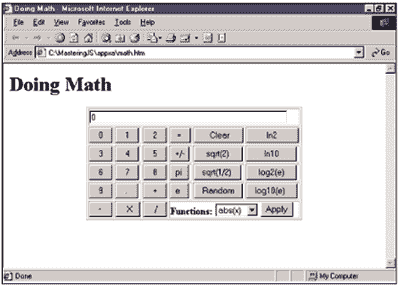 Doing Math - Microsoft Internet Explorer
File Edit View Favorites Tools Help
Address C:\MasteringJS\appxa\math.htm Go
Doing Math
0
0 1 2 = Clear ln2
3 4 5 +/- sqrt(2) ln10
6 7 8 pi sqrt(1/2) log2(e)
9 . + e Random log10(e)
- X / Functions: abs(x) Apply
Done My Computer